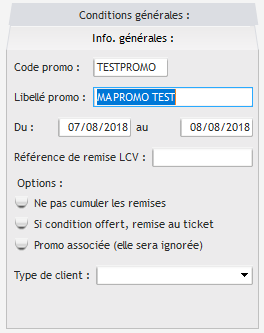 Conditions générales :
Info. générales :
Code promo : TESTPROMO
Libellé promo : MAPROMO TEST
Du : 07/08/2018 au 08/08/2018
Référence de remise LCV :
Options :
Ne pas cumuler les remises
Si condition offert, remise au ticket
Promo associée (elle sera ignorée)
Type de client :